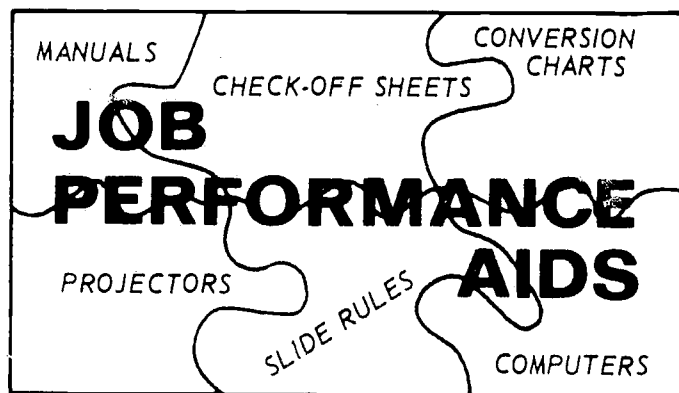 MANUALS
CHECK-OFF SHEETS
CONVERSION
CHARTS
JOB
PERFORMANCE
AIDS
PROJECTORS
SLIDE RULES
COMPUTERS